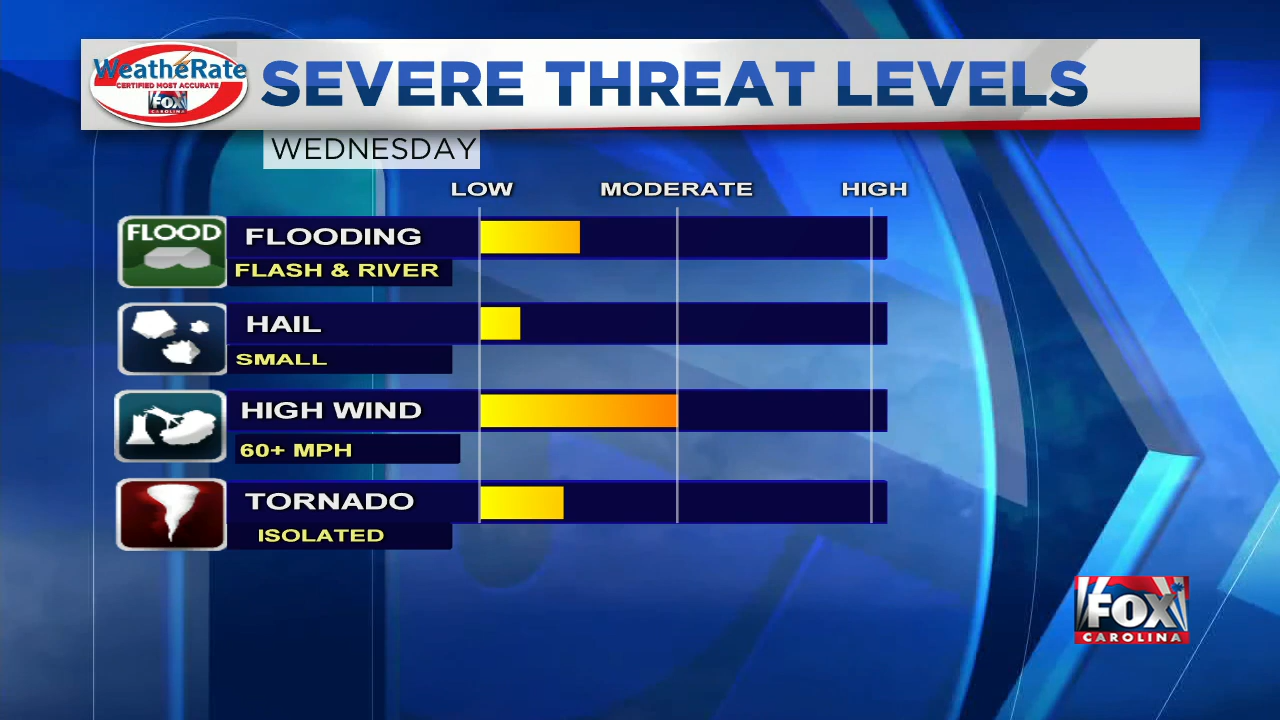 WeatheRate
CERTIFIED MOST ACCURATE
FOX
CAROLINA
SEVERE THREAT LEVELS
WEDNESDAY
LOW MODERATE HIGH
FLOOD
FLOODING
FLASH & RIVER
HAIL
SMALL
HIGH WIND
60+ MPH
TORNADO
ISOLATED
FOX
CAROLINA